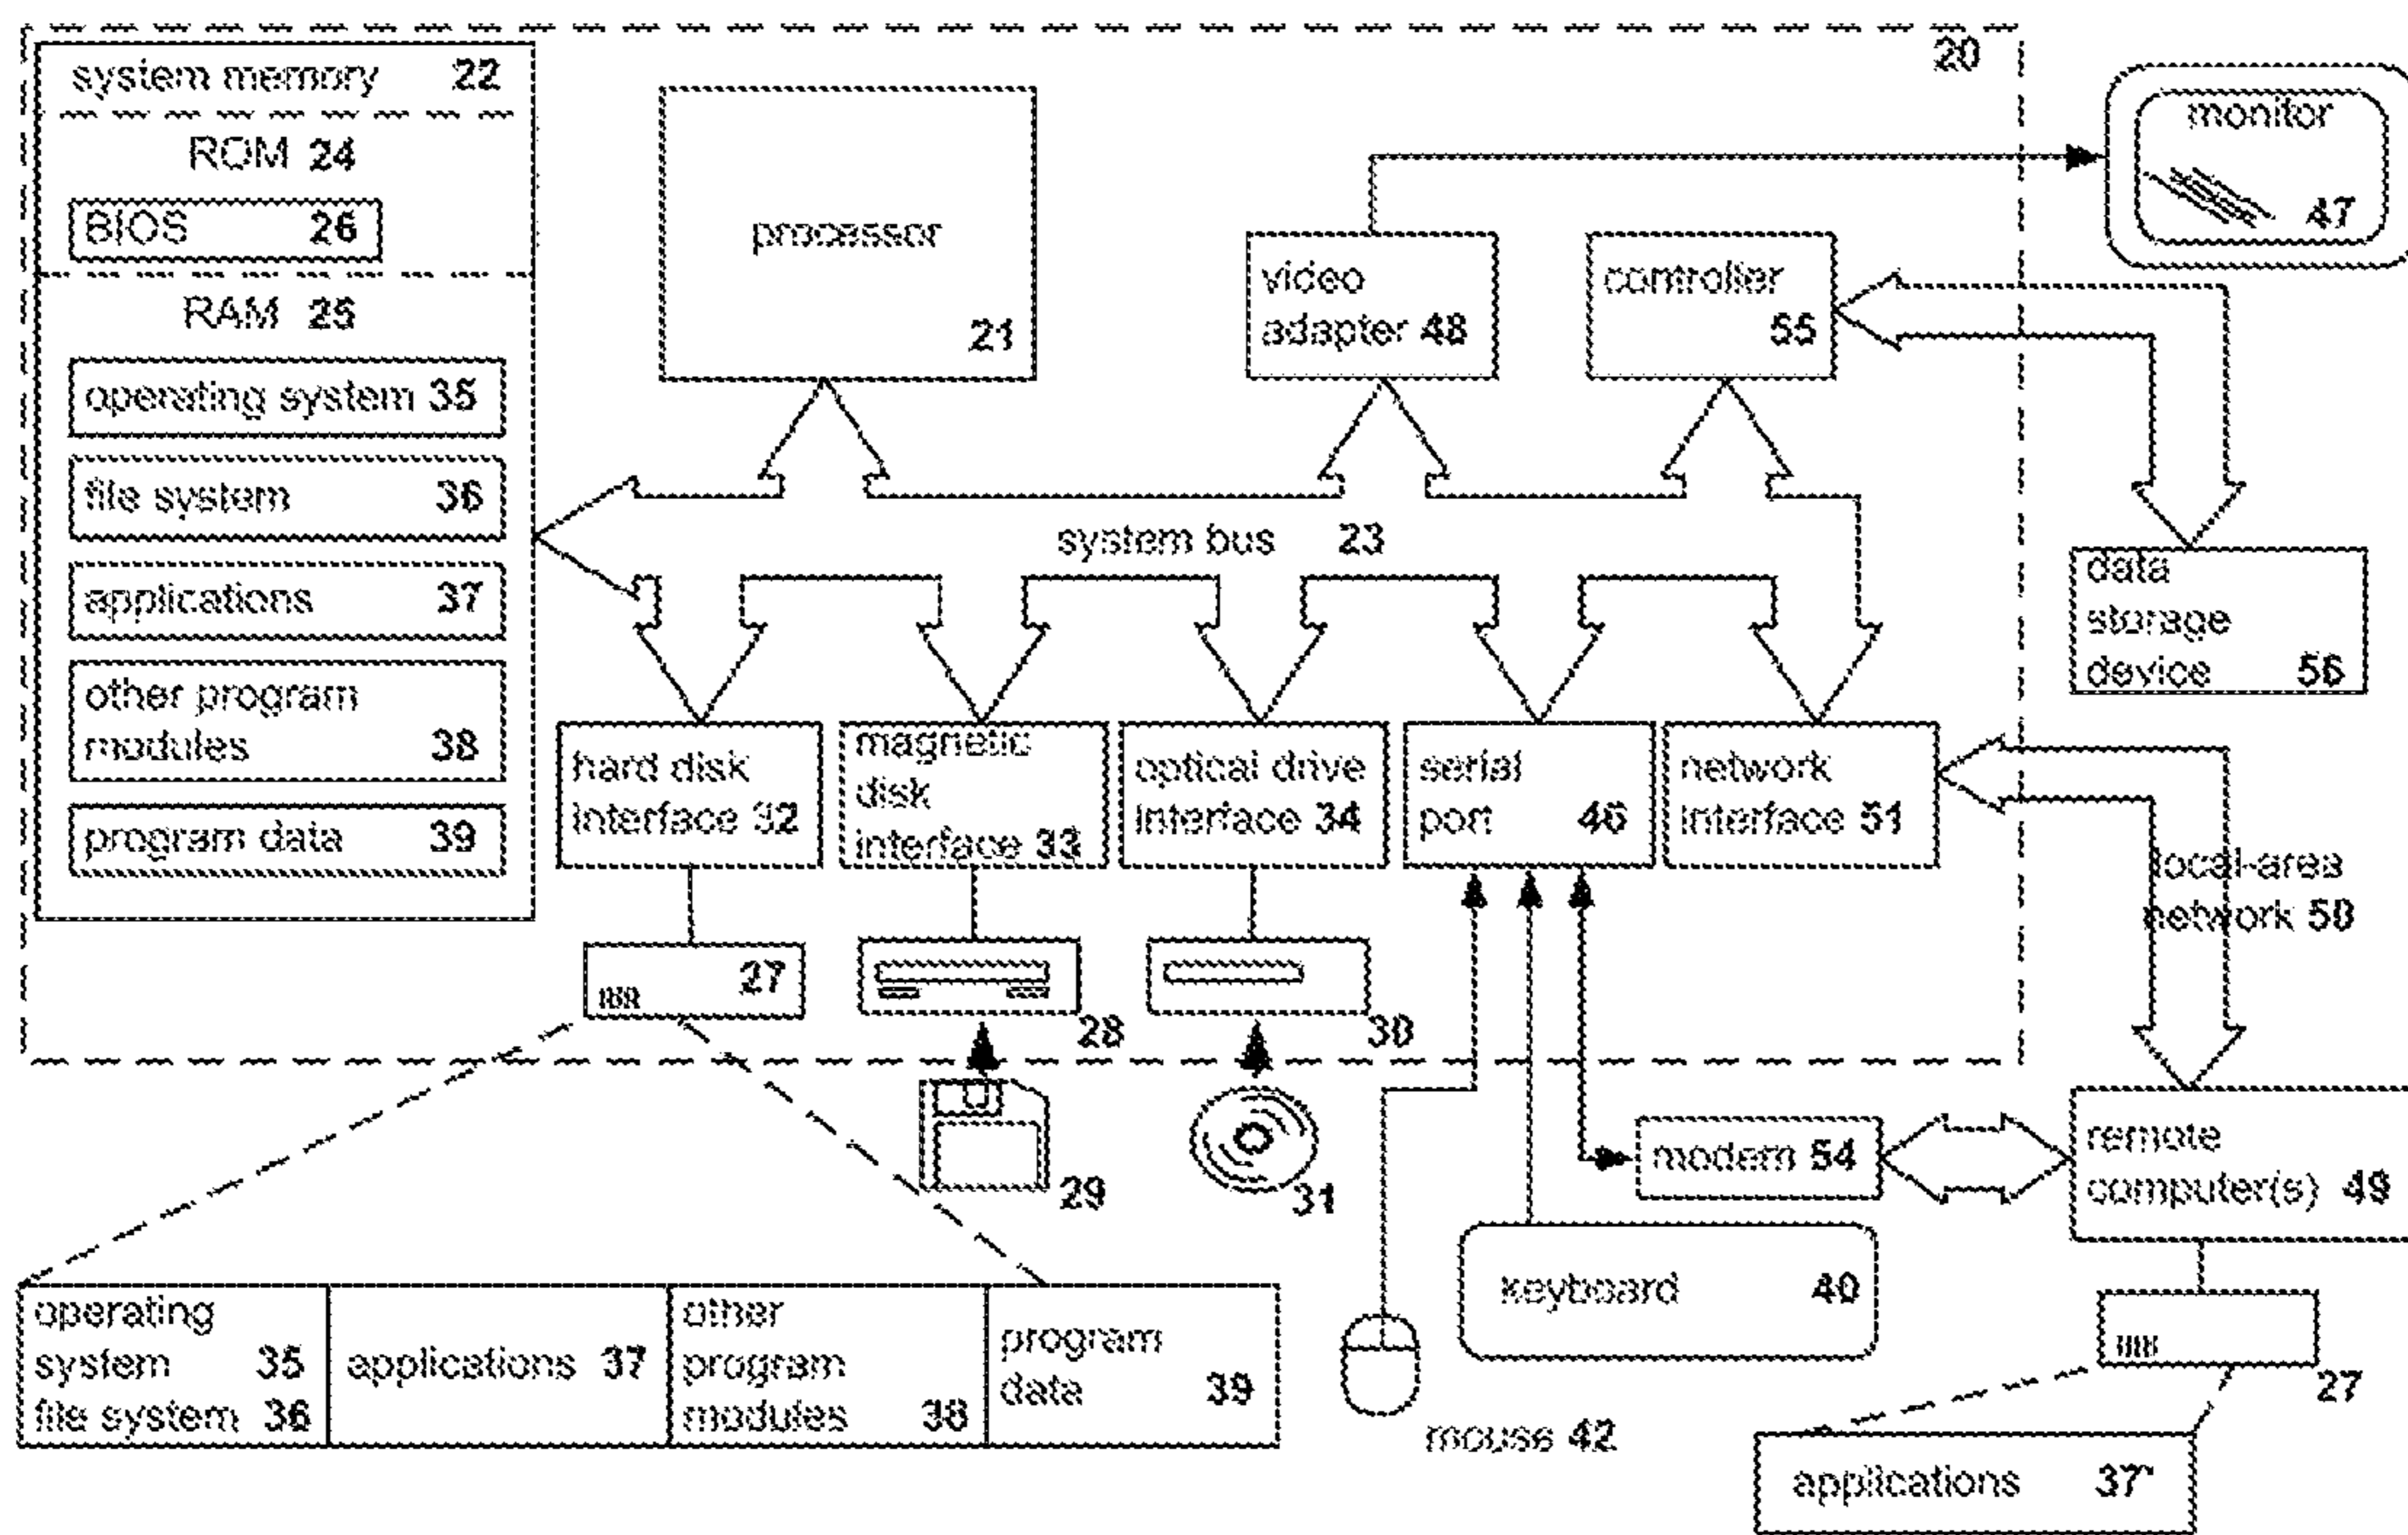 20
system memory 22
ROM 24
BIOS 26
RAM 25
operating system 35
file system 36
applications 37
other program
modules 38
program data 39
processor
21
video
adapter 48
controller
55
monitor
47
system bus 23
data
storage
device 56
hard disk
interface 32
magnetic
disk
interface 33
optical drive
interface 34
serial
port 46
network
interface 51
local-area
network 50
27
28
30
29
31
modem 54
remote
computer(s) 49
keyboard 40
mouse 42
27
applications 37'
operating
system 35
file system 36
applications 37
other
program
modules 38
program
data 39